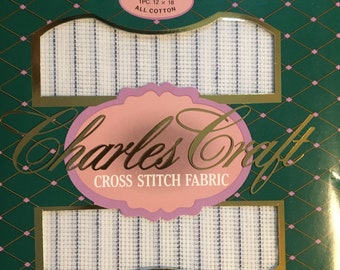 1PC. 12 x 18
ALL COTTON
Charles Craft
CROSS STITCH FABRIC